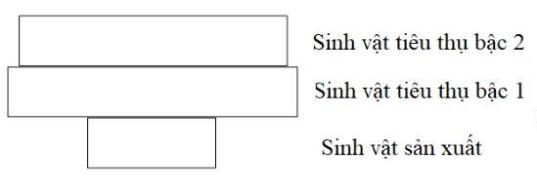 Sinh vật tiêu thụ bậc 2
Sinh vật tiêu thụ bậc 1
Sinh vật sản xuất